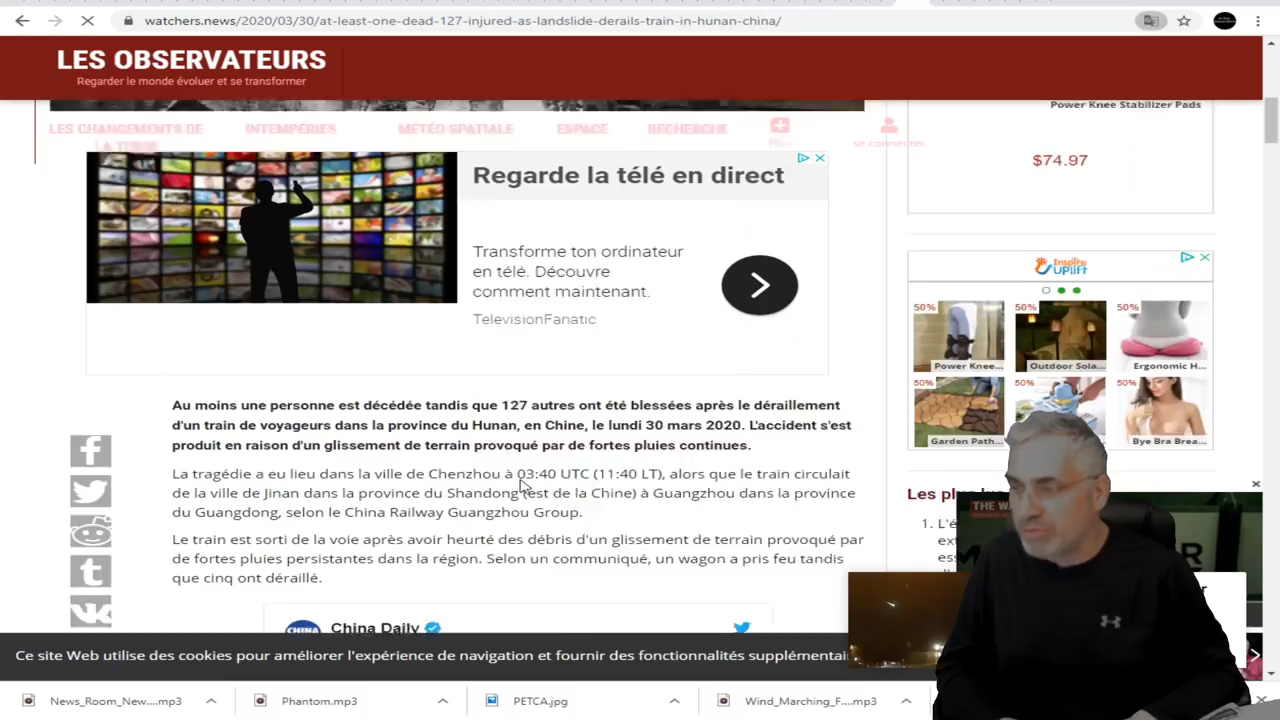 watchers.news/2020/03/30/at-least-one-dead-127-injured-as-landslide-derails-train-in-hunan-china/
LES OBSERVATEURS
Regarder le monde évoluer et se transformer
LES CHANGEMENTS DE
LA TERRE
INTEMPÉRIES
MÉTÉO SPATIALE
ESPACE
RECHERCHE
se connecter
Power Knee Stabilizer Pads
$74.97
Regarde la télé en direct
Transforme ton ordinateur
en télé. Découvre
comment maintenant.
TelevisionFanatic
Inspire
UPLIFT
50%
50%
50%
Power Knee...
Outdoor Sola...
Ergonomic H...
50%
50%
50%
Garden Path...
Bye Bra Brea...
Au moins une personne est décédée tandis que 127 autres ont été blessées après le déraillement
d'un train de voyageurs dans la province du Hunan, en Chine, le lundi 30 mars 2020. L'accident s'est
produit en raison d'un glissement de terrain provoqué par de fortes pluies continues.
La tragédie a eu lieu dans la ville de Chenzhou à 03:40 UTC (11:40 LT), alors que le train circulait
de la ville de Jinan dans la province du Shandong (est de la Chine) à Guangzhou dans la province
du Guangdong, selon le China Railway Guangzhou Group.
Le train est sorti de la voie après avoir heurté des débris d'un glissement de terrain provoqué par
de fortes pluies persistantes dans la région. Selon un communiqué, un wagon a pris feu tandis
que cinq ont déraillé.
CHINA
China Daily
Les
1.
THE
Ce site Web utilise des cookies pour améliorer l'expérience de navigation et fournir des fonctionnalités supplémentai
News_Room_New....mp3
Phantom.mp3
PETCA.jpg
Wind_Marching_F....mp3